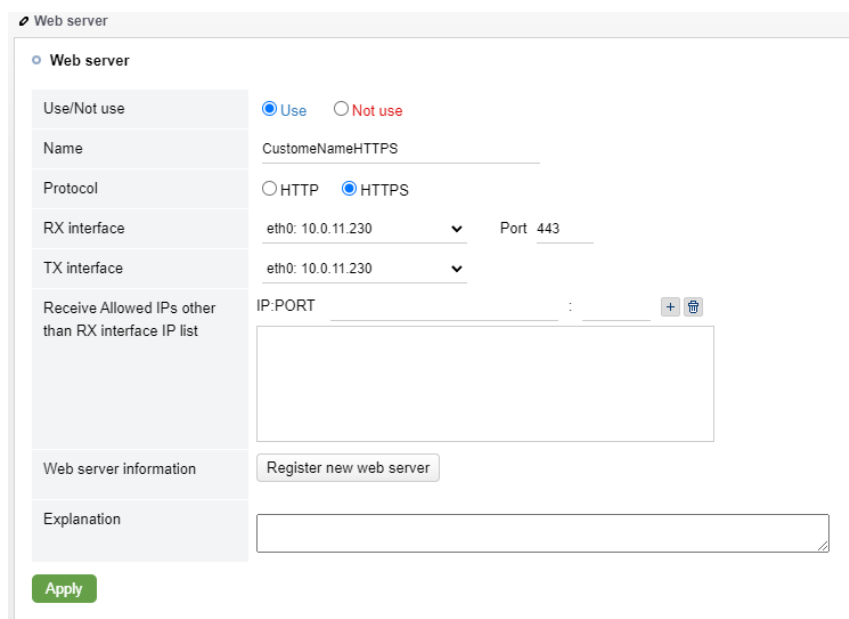 Web server
Web server
Use/Not use Use Not use
Name CustomeNameHTTPS
Protocol HTTP HTTPS
RX interface eth0: 10.0.11.230 Port 443
TX interface eth0: 10.0.11.230
Receive Allowed IPs other IP:PORT : +
than RX interface IP list
Web server information Register new web server
Explanation
Apply